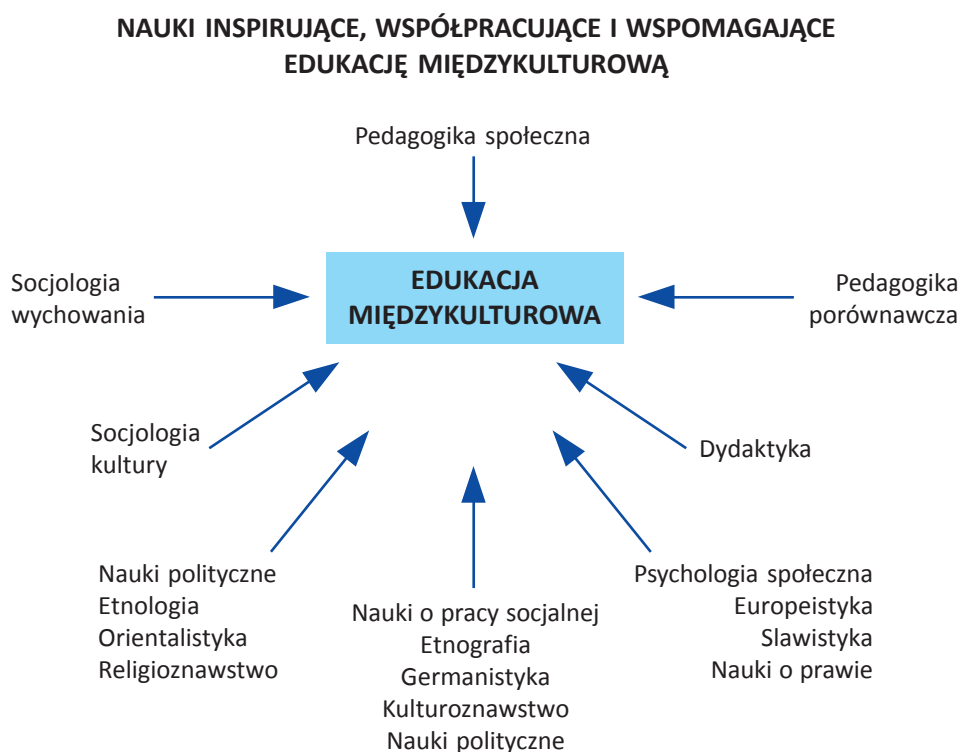 NAUKI INSPIRUJĄCE, WSPÓŁPRACUJĄCE I WSPOMAGAJĄCE
EDUKACJĘ MIĘDZYKULTUROWĄ
Pedagogika społeczna
Socjologia
wychowania
EDUKACJA
MIĘDZYKULTUROWA
Pedagogika
porównawcza
Socjologia
kultury
Dydaktyka
Nauki polityczne
Etnologia
Orientalistyka
Religioznawstwo
Nauki o pracy socjalnej
Etnografia
Germanistyka
Kulturoznawstwo
Nauki polityczne
Psychologia społeczna
Europeistyka
Slawistyka
Nauki o prawie